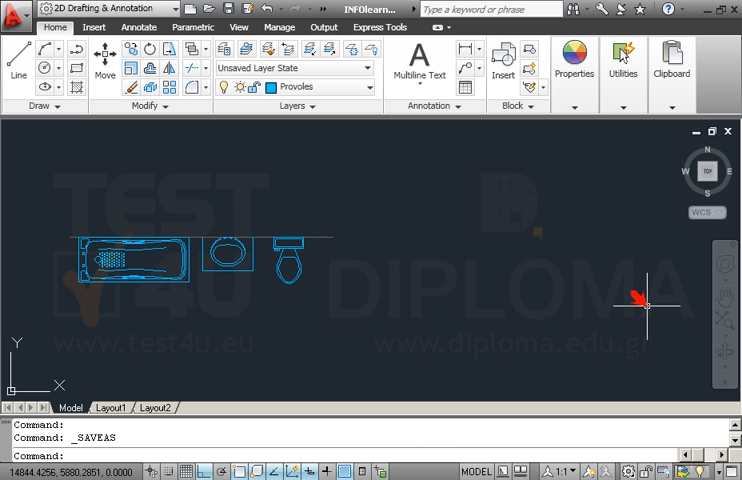 2D Drafting & Annotation
INFOlearn...
Type a keyword or phrase
Home Insert Annotate Parametric View Manage Output Express Tools
Line
Move
Unsaved Layer State
Provoles
A
Multiline Text
Insert
Properties
Utilities
Clipboard
Draw
Modify
Layers
Annotation
Block
N
W TOP E
S
WCS
TEST
4U
DIPLOMA
www.test4u.eu
www.diploma.edu.gr
Y
X
Model Layout1 Layout2
Command:
Command: _SAVEAS
Command:
14844.4256, 5880.2851, 0.0000
MODEL
1:1